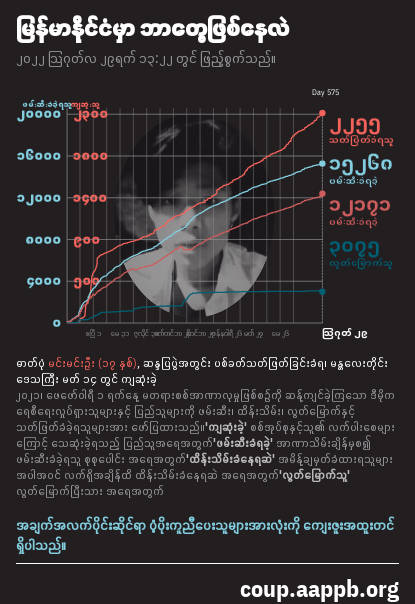 မြန်မာနိုင်ငံမှာ ဘာတွေဖြစ်နေလဲ
၂၀၂၂ ဩဂုတ်လ ၂၉ရက် ၁၃:၂၂ တွင် ဖြည့်စွက်သည်။
Day 575
ဖမ်းဆီးခံရသူ ကျဆုံးသူ
၂၀၀၀၀ ၂၃၀၀
၂၂၅၅
သတ်ဖြတ်ခံရသူ
၁၆၀၀၀
၁၅၂၆၈
ဖမ်းဆီးခံရခဲ့
၁၂၀၀၀ ၁၄၀၀
၁၂၁၇၁
ဖမ်းဆီးခံရခဲ့
၈၀၀၀ ၉၀၀
၃၀၇၅
လွတ်မြောက်သူ
၄၀၀၀
၀
ဩဂုတ် ၂၉
ဓာတ်ပုံ မင်းမင်းဦး (၁၇ နှစ်), ဆန္ဒပြပွဲအတွင်း ပစ်ခတ်သတ်ဖြတ်ခြင်းခံရ၊ မန္တလေးတိုင်း
ဒေသကြီး မတ် ၁၄ တွင် ကျဆုံးခဲ့
၂၀၂၁ ဖေဖော်ဝါရီ ၁ ရက်နေ့ မတရားစစ်အာဏာလုမှုဖြစ်စဉ်ကို ဆန့်ကျင်ခဲ့ကြသော ဒီမိုက
ရေစီရေးလှုပ်ရှားသူများနှင့် ပြည်သူများကို ဖမ်းဆီး၊ ထိန်းသိမ်း၊ လွတ်မြောက်နှင့်
သတ်ဖြတ်ခံခဲ့ရသူများအား ဖော်ပြထားသည်။'ကျဆုံးခဲ့' စစ်အုပ်စုနှင့်သူ၏ လက်ပါးစေများ
ကြောင့် သေဆုံးခဲ့ရသည့် ပြည်သူအရေအတွက်'ဖမ်းဆီးခံရခဲ့' အာဏာသိမ်းချိန်မှစ၍
ဖမ်းဆီးခံခဲ့ရသူ စုစုပေါင်း အရေအတွက်'ထိန်းသိမ်းခံနေရဆဲ' အမိန့်ချမှတ်ခံထားရသူများ
အပါအဝင် လက်ရှိအချိန်ထိ ထိန်းသိမ်းခံနေရဆဲ အရေအတွက်'လွတ်မြောက်သူ'
လွတ်မြောက်ပြီးသား အရေအတွက်
အချက်အလက်ပိုင်းဆိုင်ရာ ပံ့ပိုးကူညီပေးသူများအားလုံးကို ကျေးဇူးအထူးတင်
ရှိပါသည်။
coup.aappb.org